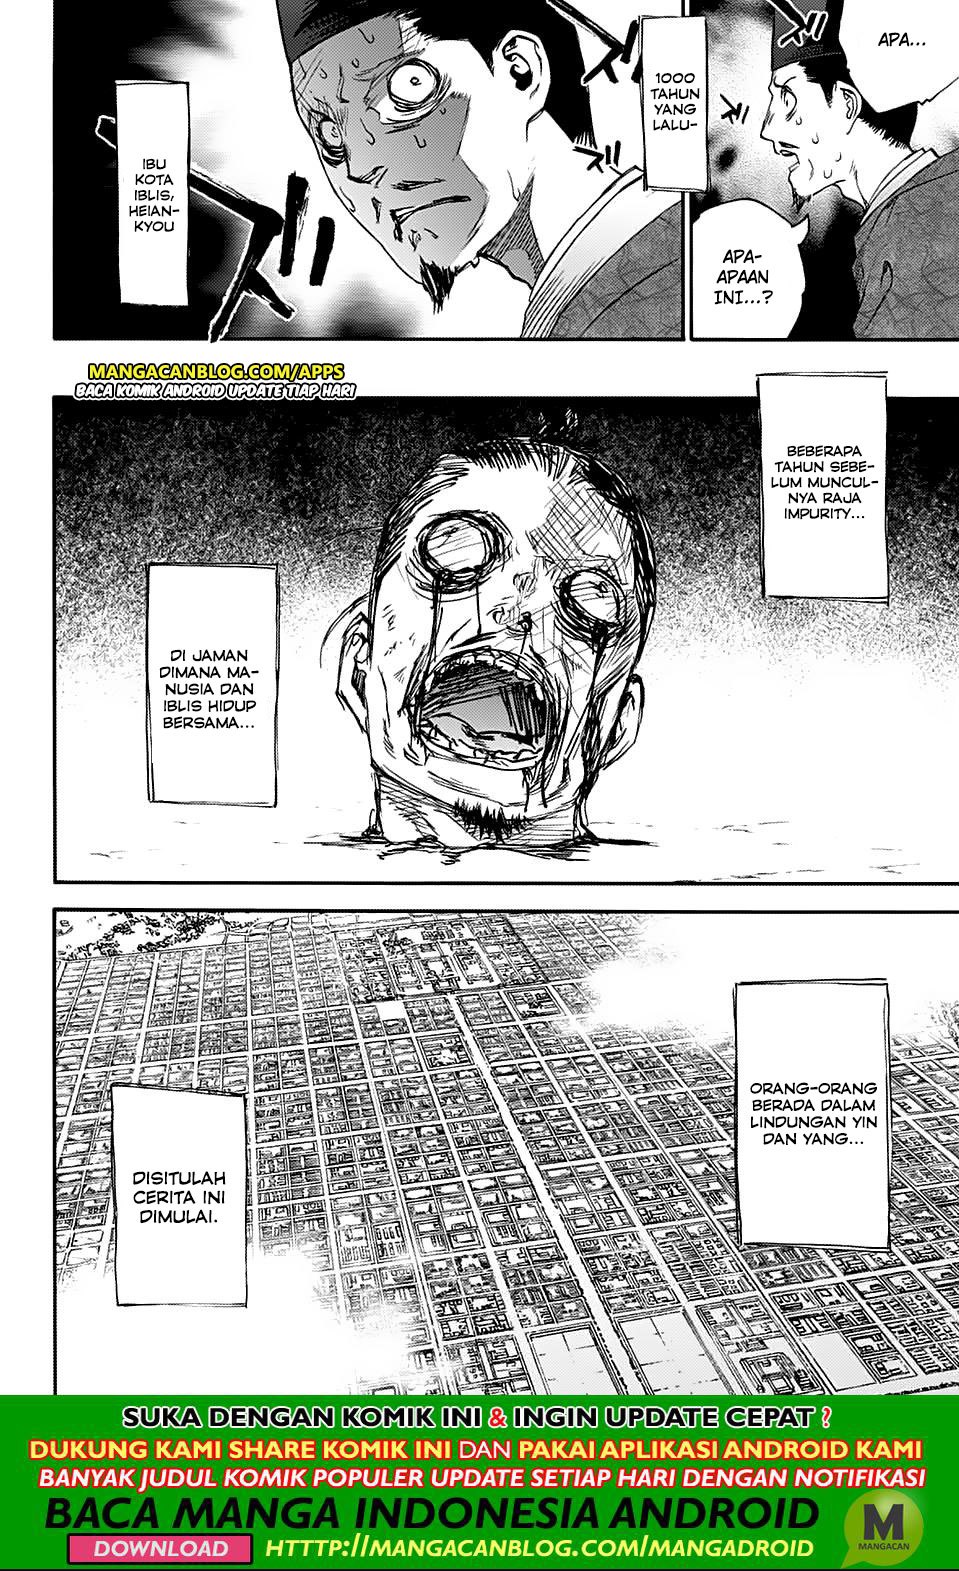 APA...
APA-
APAAN
INI...?
1000
TAHUN
YANG
LALU-
IBU
KOTA
IBLIS,
HEIAN-
KYOU
MANGACANBLOG.COM/APPS
BACA KOMIK ANDROID UPDATE TIAP HARI
BEBERAPA
TAHUN SEBE-
LUM MUNCUL-
NYA RAJA
IMPURITY...
DI JAMAN
DIMANA MA-
NUSIA DAN
IBLIS HIDUP
BERSAMA...
ORANG-ORANG
BERADA DALAM
LINDUNGAN YIN
DAN YANG...
DISITULAH
CERITA INI
DIMULAI.
SUKA DENGAN KOMIK INI & INGIN UPDATE CEPAT ?
DUKUNG KAMI SHARE KOMIK INI DAN PAKAI APLIKASI ANDROID KAMI
BANYAK JUDUL KOMIK POPULER UPDATE SETIAP HARI DENGAN NOTIFIKASI
BACA MANGA INDONESIA ANDROID
DOWNLOAD HTTTP://MANGACANBLOG.COM/MANGADROID
M
MANGACAN